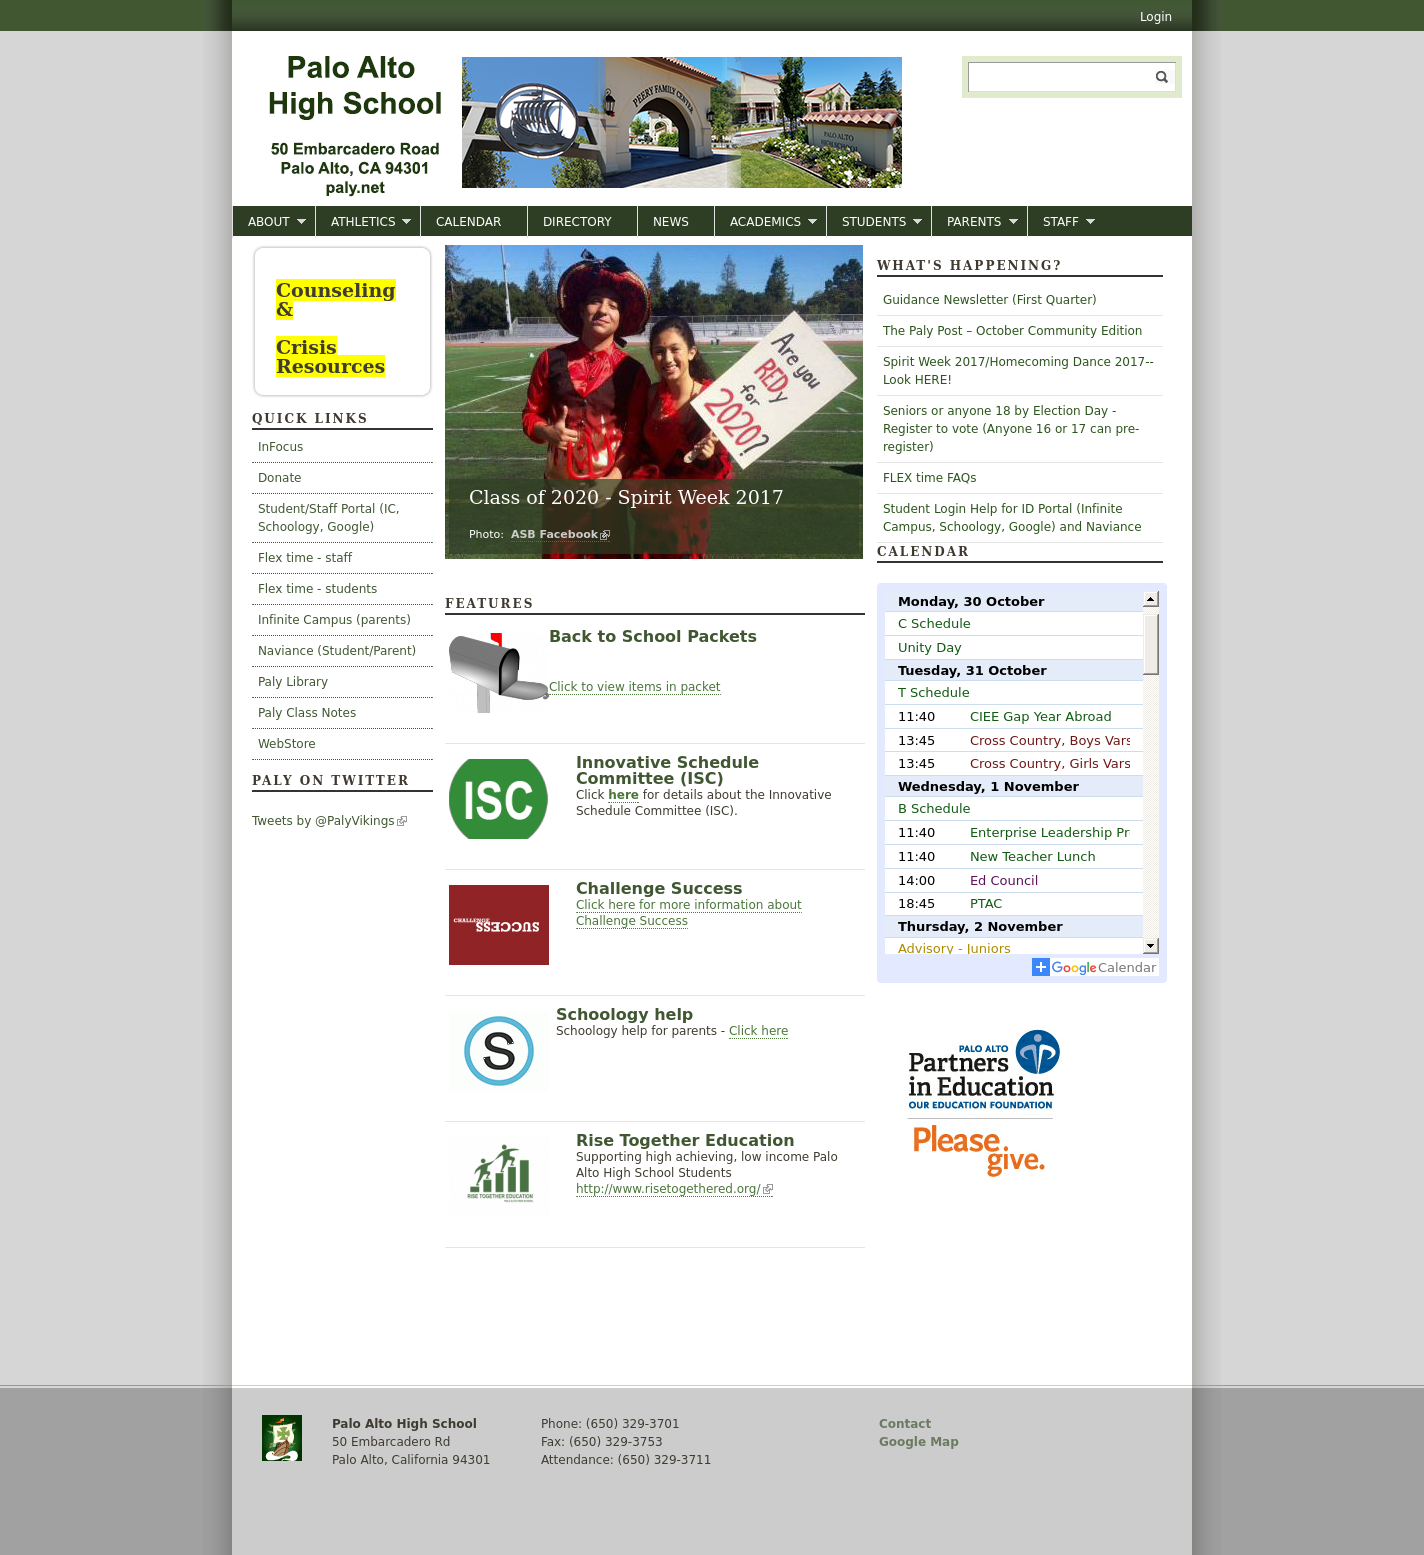 Login
Palo Alto
High School
50 Embarcadero Road
Palo Alto, CA 94301
paly.net
PEERY FAMILY CENTER
PALO ALTO
HIGH SCHOOL
ABOUT
ATHLETICS
CALENDAR
DIRECTORY
NEWS
ACADEMICS
STUDENTS
PARENTS
STAFF
Counseling
&
Crisis
Resources
QUICK LINKS
InFocus
Donate
Student/Staff Portal (IC,
Schoology, Google)
Flex time - staff
Flex time - students
Infinite Campus (parents)
Naviance (Student/Parent)
Paly Library
Paly Class Notes
WebStore
PALY ON TWITTER
Tweets by @PalyVikings
Are you
REDy
for
2020?
Class of 2020 - Spirit Week 2017
Photo: ASB Facebook
FEATURES
Back to School Packets
Click to view items in packet
ISC
Innovative Schedule
Committee (ISC)
Click here for details about the Innovative
Schedule Committee (ISC).
CHALLENGE
SUCCESS
Challenge Success
Click here for more information about
Challenge Success
S
Schoology help
Schoology help for parents - Click here
RISE TOGETHER EDUCATION
Rise Together Education
Supporting high achieving, low income Palo
Alto High School Students
http://www.risetogethered.org/
WHAT'S HAPPENING?
Guidance Newsletter (First Quarter)
The Paly Post – October Community Edition
Spirit Week 2017/Homecoming Dance 2017--
Look HERE!
Seniors or anyone 18 by Election Day -
Register to vote (Anyone 16 or 17 can pre-
register)
FLEX time FAQs
Student Login Help for ID Portal (Infinite
Campus, Schoology, Google) and Naviance
CALENDAR
Monday, 30 October
C Schedule
Unity Day
Tuesday, 31 October
T Schedule
11:40 CIEE Gap Year Abroad
13:45 Cross Country, Boys Vars
13:45 Cross Country, Girls Vars
Wednesday, 1 November
B Schedule
11:40 Enterprise Leadership Pr
11:40 New Teacher Lunch
14:00 Ed Council
18:45 PTAC
Thursday, 2 November
Advisory - Juniors
Google Calendar
PALO ALTO
Partners
in Education
OUR EDUCATION FOUNDATION
Please
give.
Palo Alto High School
50 Embarcadero Rd
Palo Alto, California 94301
Phone: (650) 329-3701
Fax: (650) 329-3753
Attendance: (650) 329-3711
Contact
Google Map